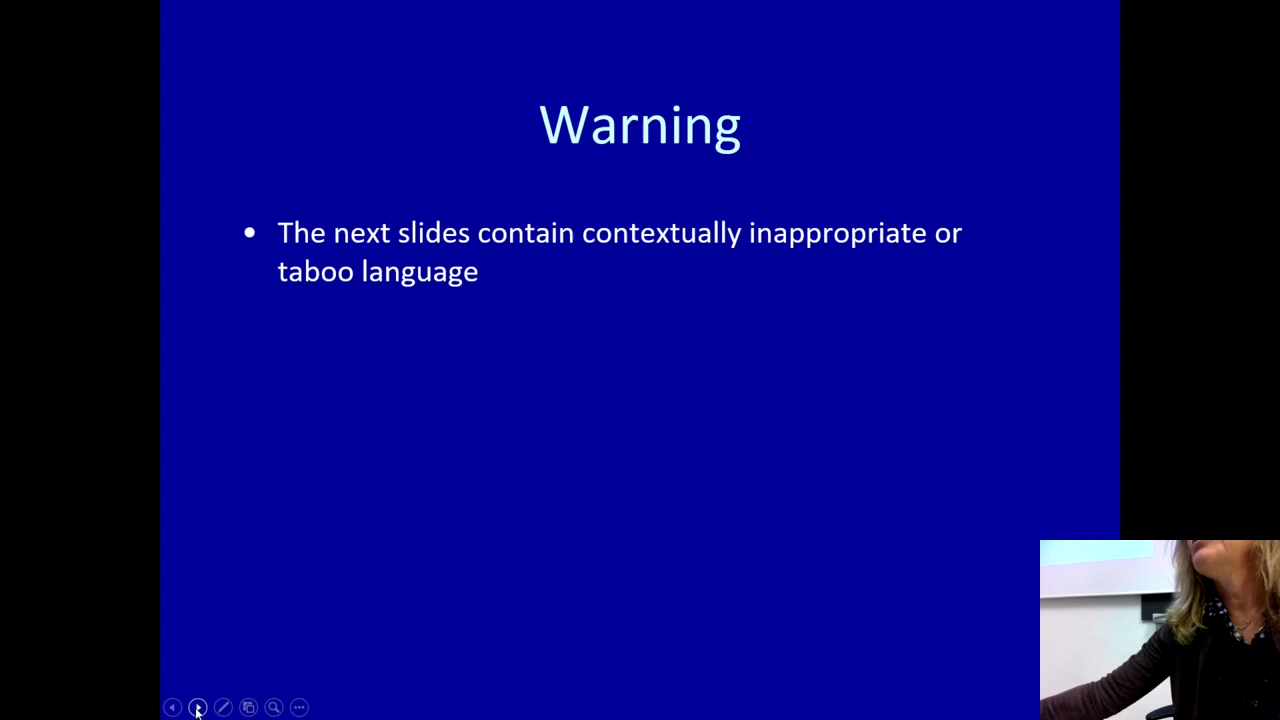 Warning
• The next slides contain contextually inappropriate or
taboo language